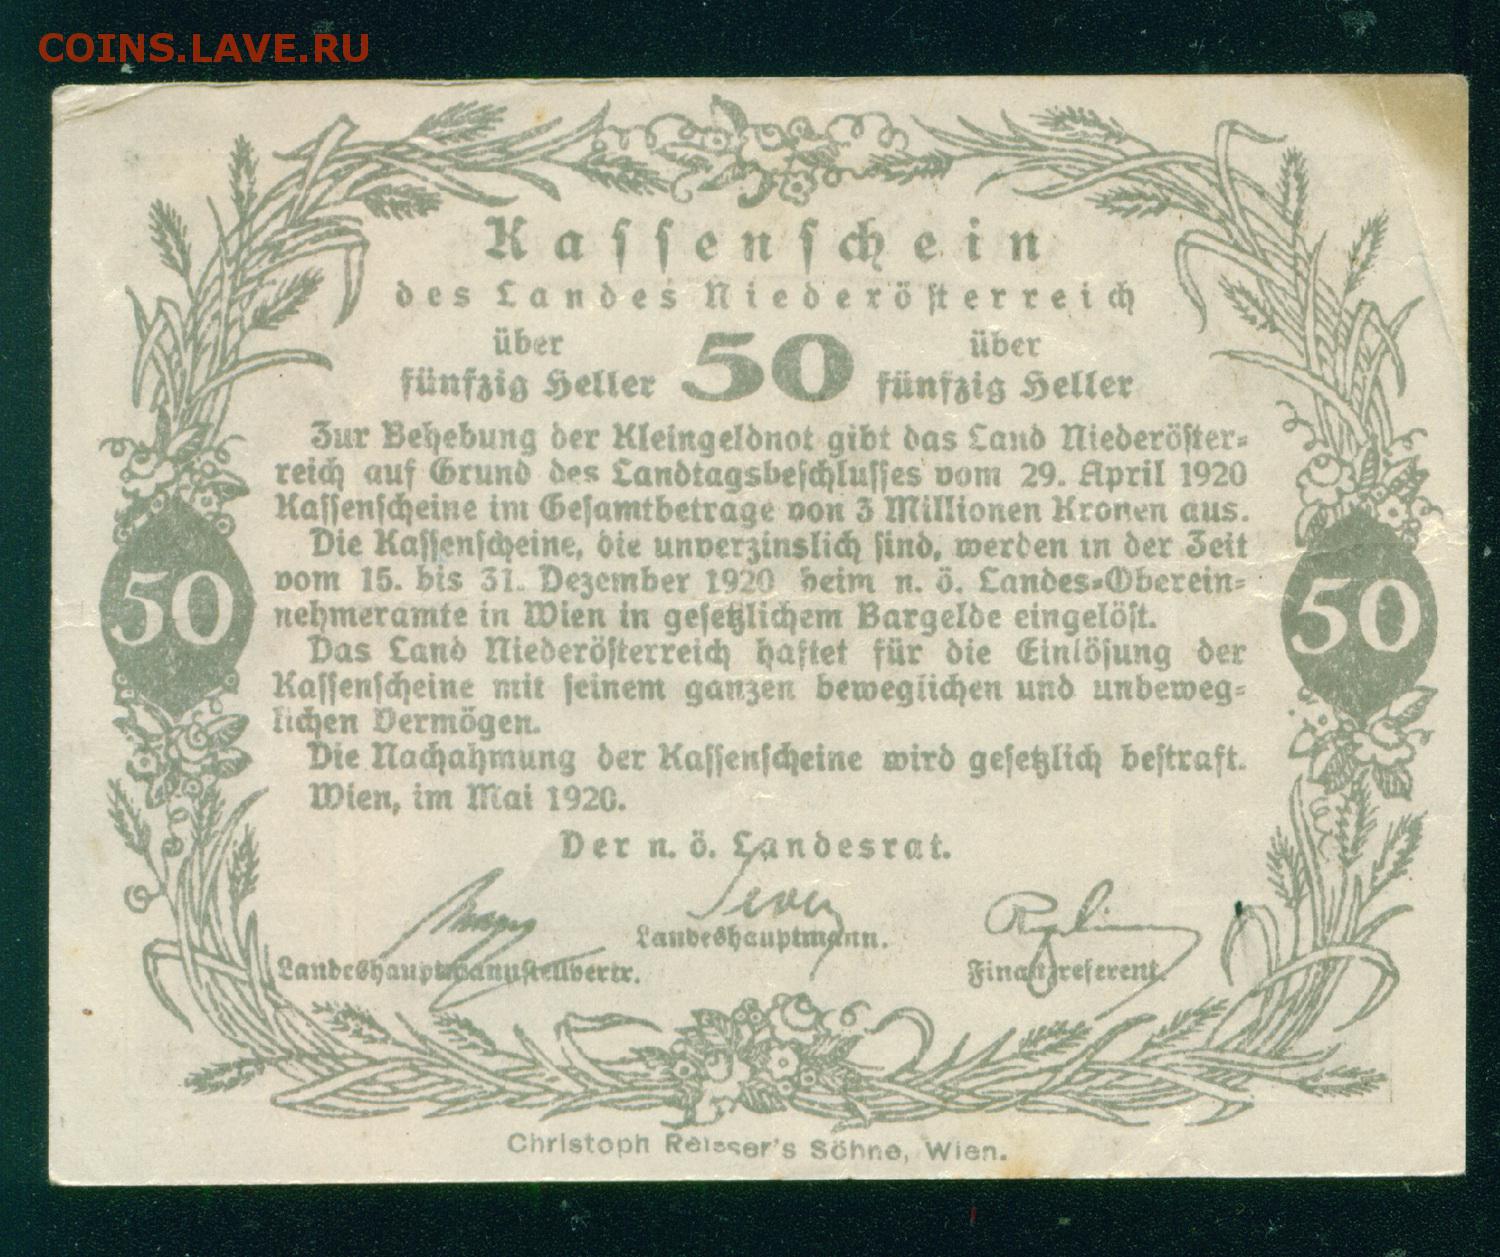 COINS.LAVE.RU
Kassenschein
des Landes Niederösterreich
über 50 über
fünfzig Heller fünfzig Heller
Zur Behebung der Kleingeldnot gibt das Land Niederöster-
reich auf Grund des Landtagsbeschlusses vom 29. April 1920
Kassenscheine im Gesamtbetrage von 3 Millionen Kronen aus.
Die Kassenscheine, die unverzinslich sind, werden in der Zeit
vom 15. bis 31. Dezember 1920 beim n. ö. Landes-Oberein-
nehmeramte in Wien in gesetzlichem Bargelde eingelöst.
50
50
Das Land Niederösterreich haftet für die Einlösung der
Kassenscheine mit seinem ganzen beweglichen und unbeweg-
lichen Vermögen.
Die Nachahmung der Kassenscheine wird gesetzlich bestraft.
Wien, im Mai 1920.
Der n. ö. Landesrat.
Sever
Landeshauptmann.
Landeshauptmannstellvertr.
Finanzreferent.
Christoph Reisser's Söhne, Wien.